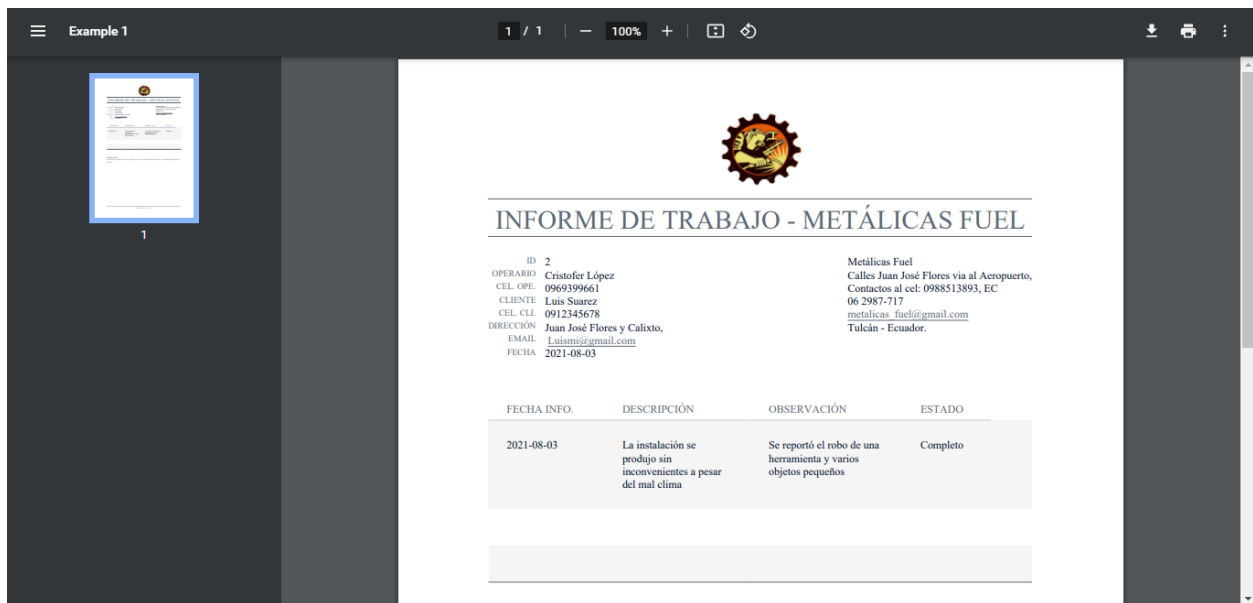 Example 1
1 / 1 — 100% +
1
INFORME DE TRABAJO - METÁLICAS FUEL
ID 2
OPERARIO Cristofer López
CEL. OPE. 0969399661
CLIENTE Luis Suarez
CEL. CLI. 0912345678
DIRECCIÓN Juan José Flores y Calixto,
EMAIL Luismi@gmail.com
FECHA 2021-08-03
Metálicas Fuel
Calles Juan José Flores via al Aeropuerto,
Contactos al cel: 0988513893, EC
06 2987-717
metalicas_fuel@gmail.com
Tulcán - Ecuador.
FECHA INFO. DESCRIPCIÓN OBSERVACIÓN ESTADO
2021-08-03
La instalación se
produjo sin
inconvenientes a pesar
del mal clima
Se reportó el robo de una
herramienta y varios
objetos pequeños
Completo